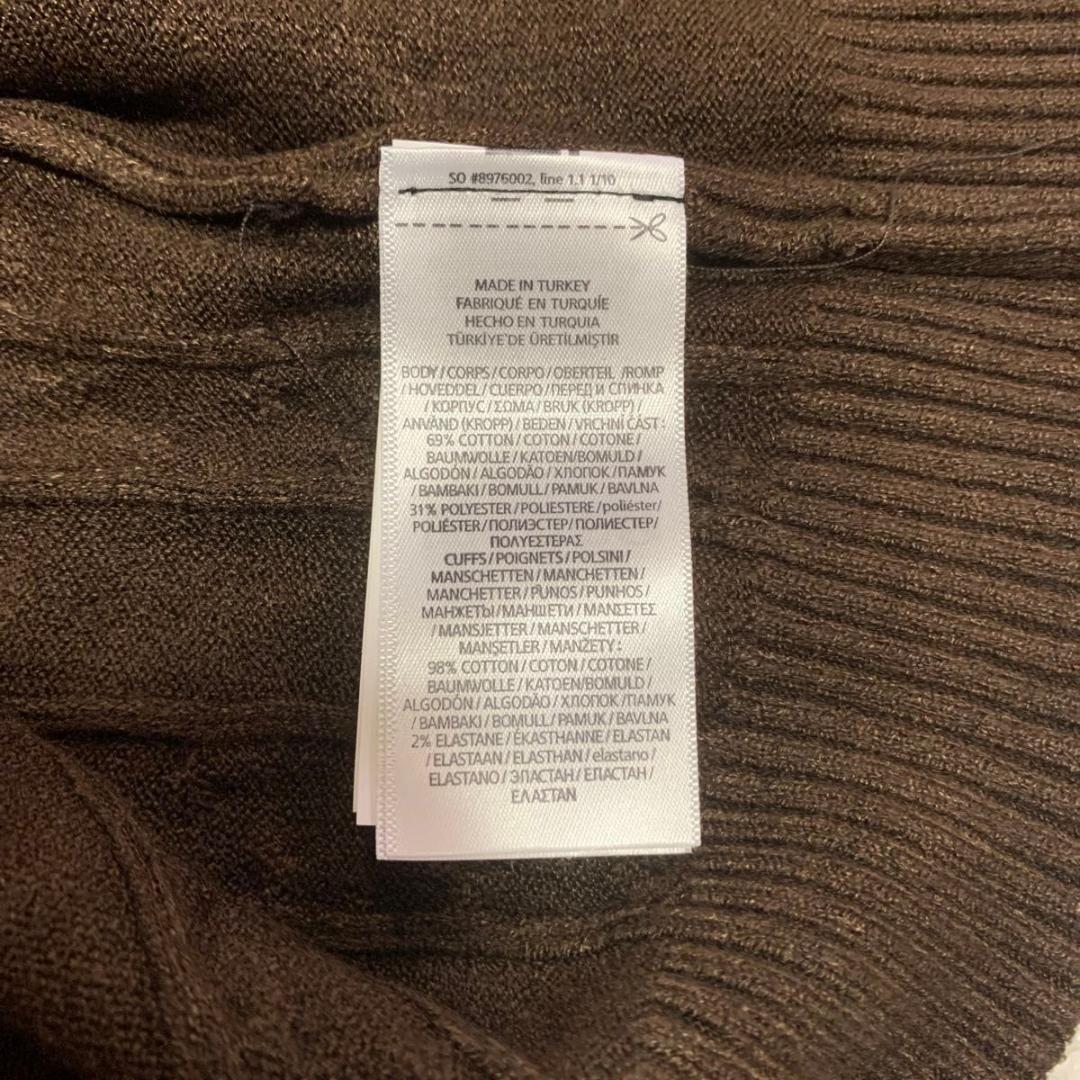 SO #8976002, line 1.1 1/10
MADE IN TURKEY
FABRIQUÉ EN TURQUÍE
HECHO EN TURQUIA
TÜRKİYE'DE ÜRETİLMİŞTİR
BODY / CORPS / CORPO / OBERTEIL /ROMP
/ HOVEDDEL / CUERPO / ПЕРЕД И СПИНКА
/ КОРПУС / ΣΩΜΑ / BRUK (KROPP) /
ANVÄND (KROPP) / BEDEN / VRCHNÍ ČÁST :
69% COTTON / COTON / COTONE /
BAUMWOLLE / KATOEN/BOMULD /
ALGODÓN / ALGODÃO / ХЛОПОК /ПАМУК
/ BAMBAKI / BOMULL / PAMUK / BAVLNA
31% POLYESTER / POLIESTERE / poliéster/
POLIÉSTER / ПОЛИЭСТЕР/ ПОЛИЕСТЕР/
ΠΟΛΥΕΣΤΕΡΑΣ
CUFFS / POIGNETS / POLSINI /
MANSCHETTEN / MANCHETTEN /
MANCHETTER / PUNOS / PUNHOS /
МАНЖЕТЫ / МАНШЕТИ / ΜΑΝΣΕΤΕΣ
/ MANSJETTER / MANSCHETTER /
MANŞETLER / MANŽETY :
98% COTTON / COTON / COTONE /
BAUMWOLLE / KATOEN/BOMULD /
ALGODÓN / ALGODÃO / ХЛОПОК /ПАМУК
/ BAMBAKI / BOMULL / PAMUK / BAVLNA
2% ELASTANE / ÉKASTHANNE / ELASTAN
/ ELASTAAN / ELASTHAN / elastano /
ELASTANO / ЭЛАСТАН / ЕЛАСТАН /
ΕΛΑΣΤΑΝ